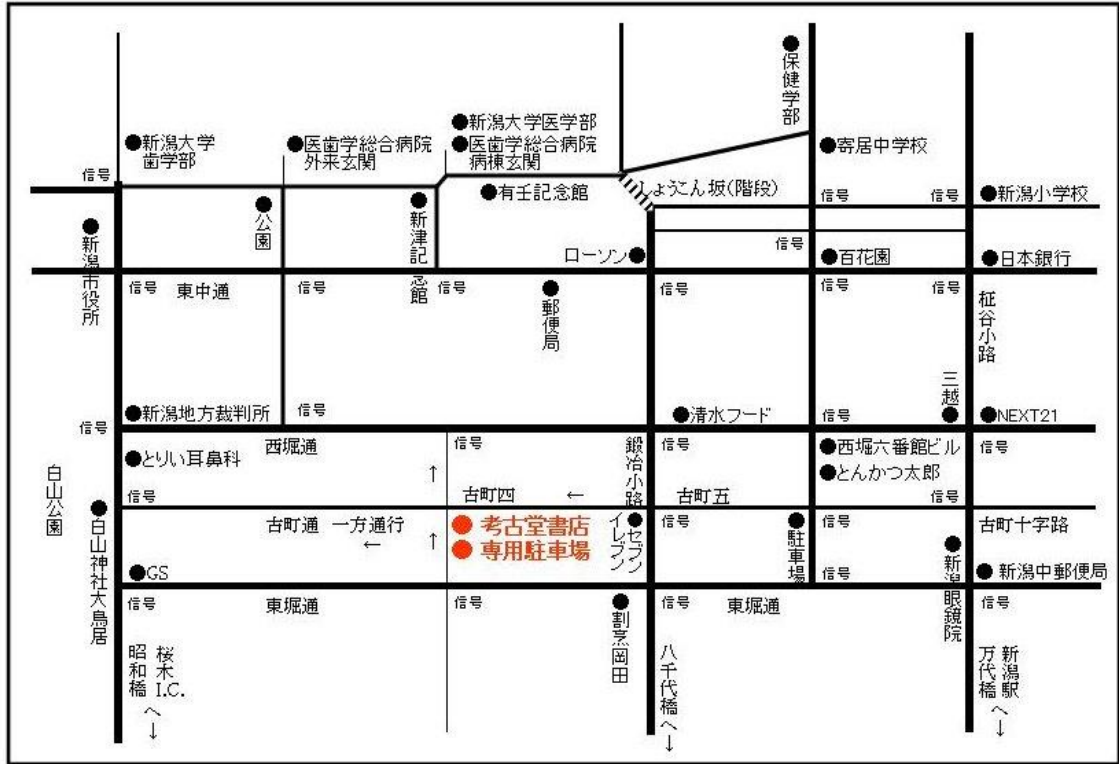 保健学部
新潟大学医学部
新潟大学
歯学部
医歯学総合病院
外来玄関
医歯学総合病院
病棟玄関
寄居中学校
信号
有壬記念館
しょうこん坂(階段)
信号
信号
新潟小学校
公園
新津記念館
新潟市役所
信号
ローソン
百花園
日本銀行
信号
東中通
信号
信号
郵便局
信号
信号
信号
柾谷小路
三越
新潟地方裁判所
信号
清水フード
信号
NEXT21
信号
西堀通
信号
鍛冶小路
信号
西堀六番館ビル
信号
とりい耳鼻科
↑
とんかつ太郎
白山公園
信号
古町四 ←
古町五
信号
白山神社大鳥居
古町通 一方通行
←
↑
考古堂書店
専用駐車場
セブン
イレブン
信号
駐車場
信号
古町十字路
GS
信号
新潟眼鏡院
新潟中郵便局
信号
東堀通
信号
割烹岡田
信号
東堀通
信号
信号
桜木I.C.
昭和橋へ↓
八千代橋へ↓
新潟駅
万代橋へ↓